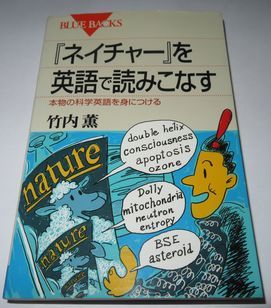 BLUE BACKS
『ネイチャー』を
英語で読みこなす
本物の科学英語を身につける
竹内 薫
double helix
consciousness
apoptosis
ozone
nature
Dolly
mitochondria
neutron
entropy
nature
BSE
asteroid